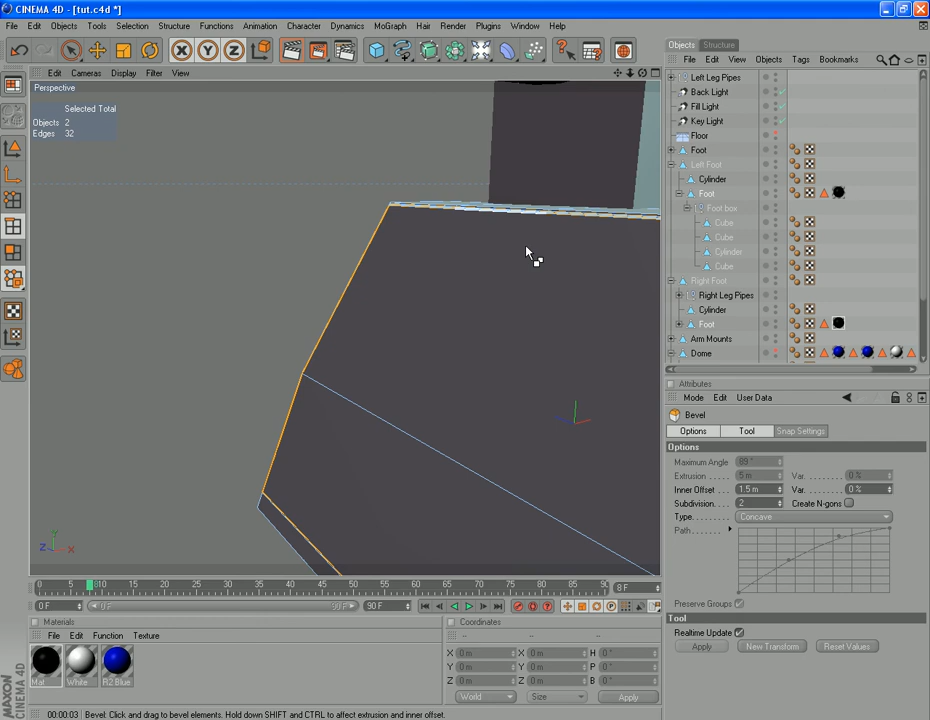 CINEMA 4D - [tut.c4d *]
File Edit Objects Tools Selection Structure Functions Animation Character Dynamics MoGraph Hair Render Plugins Window Help
X Y Z
Edit Cameras Display Filter View
Perspective
Selected Total
Objects 2
Edges 32
Y
Z X
Objects Structure
File Edit View Objects Tags Bookmarks
Left Leg Pipes
Back Light
Fill Light
Key Light
Floor
Foot
Left Foot
Cylinder
Foot
Foot box
Cube
Cube
Cylinder
Cube
Right Foot
Right Leg Pipes
Cylinder
Foot
Arm Mounts
Dome
Attributes
Mode Edit User Data
Bevel
Options Tool Snap Settings
Options
Maximum Angle 89 °
Extrusion 5 m Var. 0 %
Inner Offset 1.5 m Var. 0 %
Subdivision 2 Create N-gons
Type Concave
Path
Preserve Groups
Tool
Realtime Update
Apply New Transform Reset Values
0 5 10 15 20 25 30 35 40 45 50 55 60 65 70 75 80 85 90 8 F
0 F 0 F 90 F 90 F
Materials
File Edit Function Texture
Mat White R2 Blue
Coordinates
-- -- --
X 0 m X 0 m H 0 °
Y 0 m Y 0 m P 0 °
Z 0 m Z 0 m B 0 °
World Size Apply
MAXON
CINEMA 4D
00:00:03 Bevel: Click and drag to bevel elements. Hold down SHIFT and CTRL to affect extrusion and inner offset.